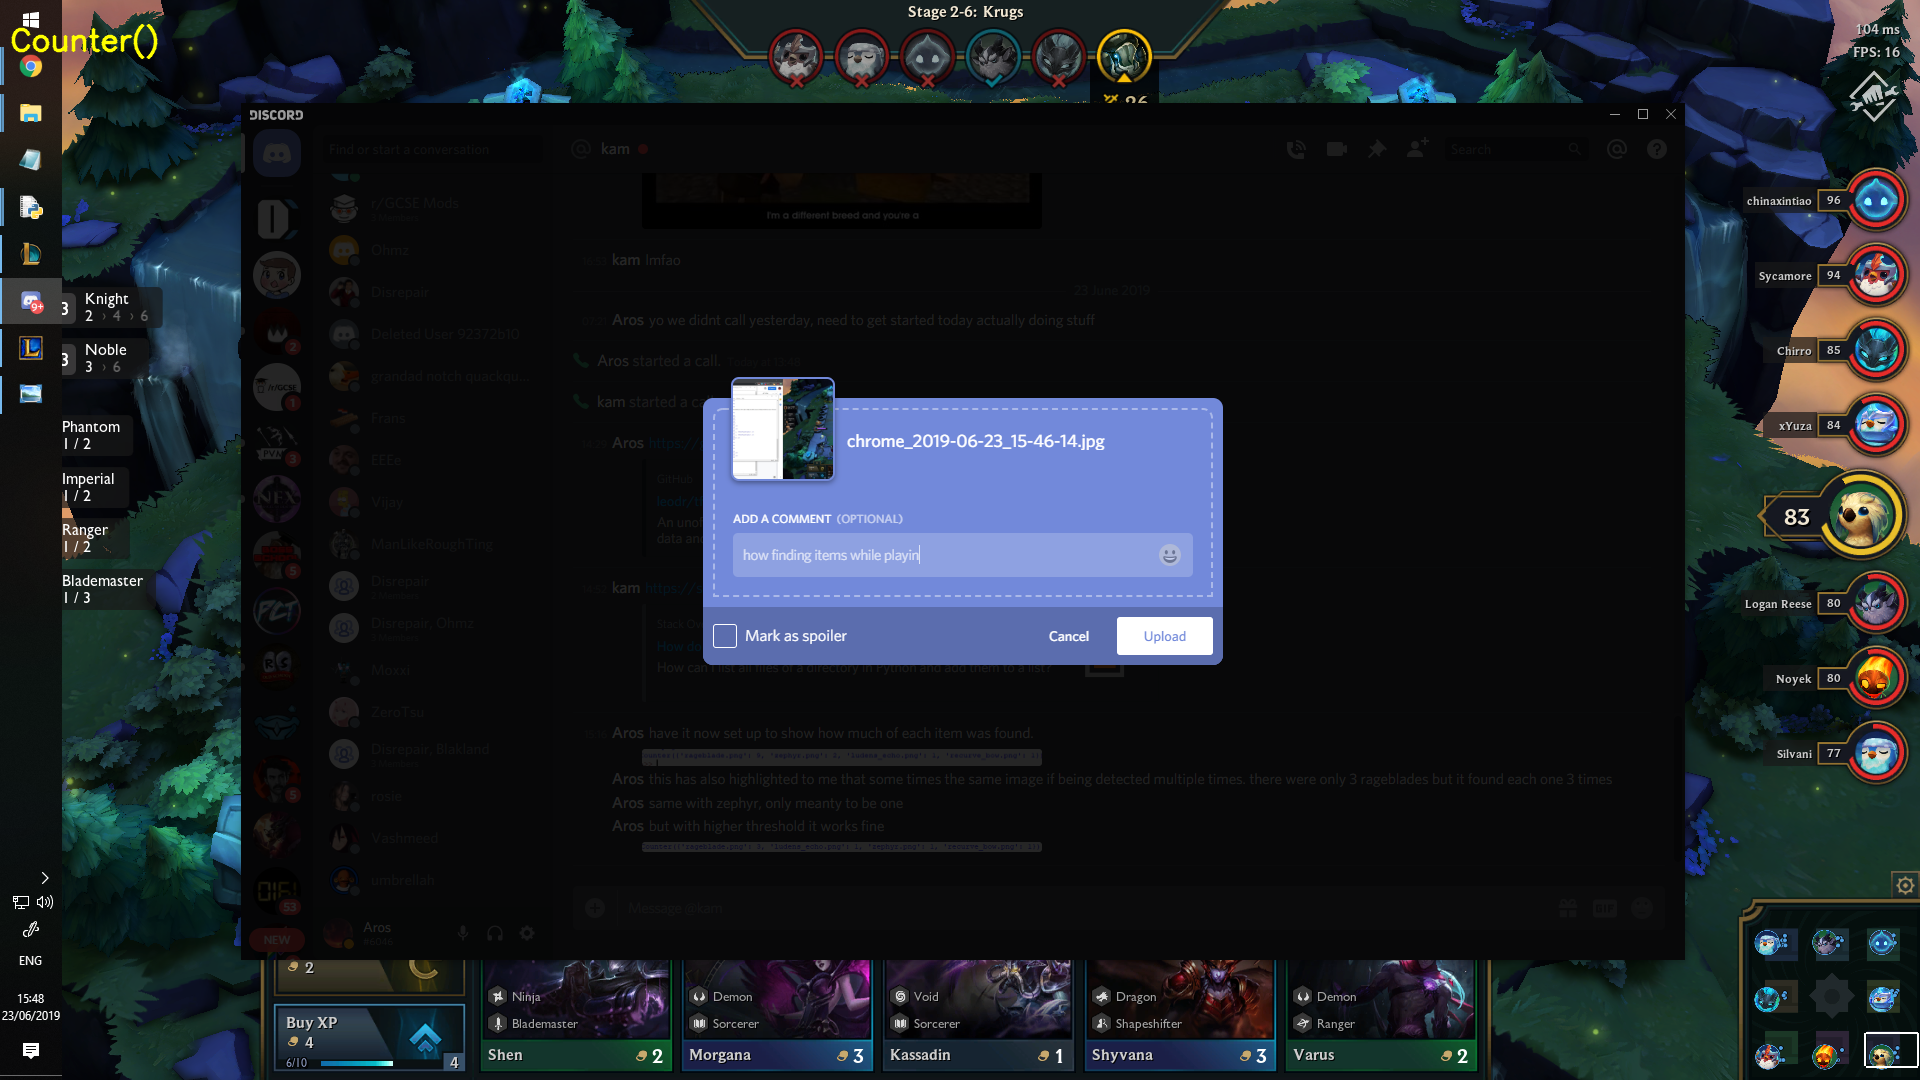 Counter()
Stage 2-6: Krugs
104 ms
FPS: 16
26
DISCORD
Find or start a conversation
kam
Search
r/GCSE Mods
I'm a different breed and you're a
chinaxintiao 96
Ohmz
kam lmfao
Sycamore 94
Disrepair
23 June 2019
9+
3 Knight
2 › 4 › 6
Aros yo we didnt call yesterday, need to get started today actually doing stuff
Deleted User 92372b10
3 Noble
3 › 6
Aros started a call.
Chirro 85
grandad notch quackqu...
kam started a ca
Phantom
1 / 2
Frans
Aros https:/
chrome_2019-06-23_15-46-14.jpg
xYuza 84
EEEe
Imperial
1 / 2
Vijay
ADD A COMMENT (OPTIONAL)
83
Ranger
1 / 2
ManLikeRoughTing
how finding items while playin
Blademaster
1 / 3
Disrepair
kam https://s
Logan Reese 80
Disrepair, Ohmz
Mark as spoiler
Cancel
Upload
How can I list all files of a directory in Python and add them to a list?
Moxxi
Noyek 80
ZeroTsu
Aros have it now set up to show how much of each item was found.
Disrepair, Blakland
Silvani 77
Aros this has also highlighted to me that some times the same image if being detected multiple times. there were only 3 rageblades but it found each one 3 times
rosie
Aros same with zephyr, only meanty to be one
Aros but with higher threshold it works fine
Vashmeed
umbrellah
53
Message @kam
GIF
Aros
NEW
ENG
15:48
23/06/2019
2
Buy XP
4
6/10
4
Ninja
Blademaster
Shen 2
Demon
Sorcerer
Morgana 3
Void
Sorcerer
Kassadin 1
Dragon
Shapeshifter
Shyvana 3
Demon
Ranger
Varus 2